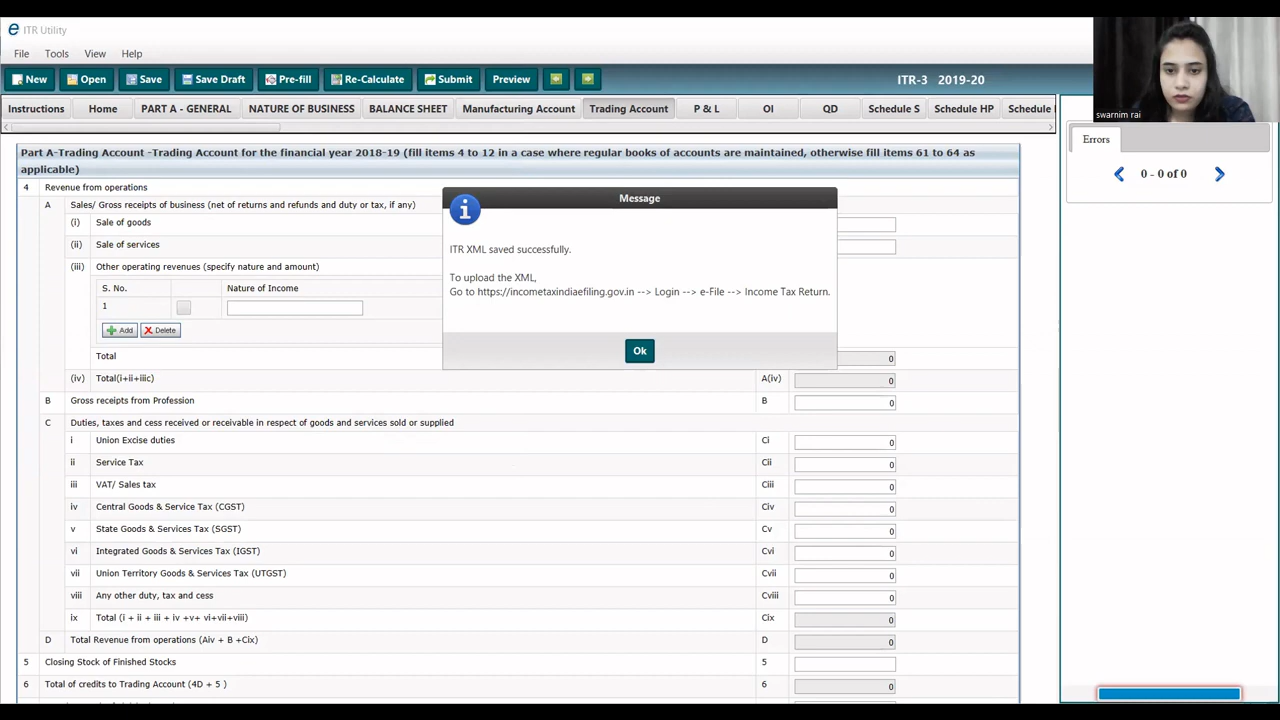 ITR Utility
File Tools View Help
New Open Save Save Draft Pre-fill Re-Calculate Submit Preview ITR-3 2019-20
swarnim rai
Instructions Home PART A - GENERAL NATURE OF BUSINESS BALANCE SHEET Manufacturing Account Trading Account P & L OI QD Schedule S Schedule HP Schedule
Errors
0 - 0 of 0
Part A-Trading Account -Trading Account for the financial year 2018-19 (fill items 4 to 12 in a case where regular books of accounts are maintained, otherwise fill items 61 to 64 as
applicable)
4 Revenue from operations
A Sales/ Gross receipts of business (net of returns and refunds and duty or tax, if any)
(i) Sale of goods
(ii) Sale of services
(iii) Other operating revenues (specify nature and amount)
S. No. Nature of Income
1
Add Delete
Total 0
(iv) Total(i+ii+iiic) A(iv) 0
Message
ITR XML saved successfully.
To upload the XML,
Go to https://incometaxindiaefiling.gov.in --> Login --> e-File --> Income Tax Return.
Ok
B Gross receipts from Profession B 0
C Duties, taxes and cess received or receivable in respect of goods and services sold or supplied
i Union Excise duties Ci 0
ii Service Tax Cii 0
iii VAT/ Sales tax Ciii 0
iv Central Goods & Service Tax (CGST) Civ 0
v State Goods & Services Tax (SGST) Cv 0
vi Integrated Goods & Services Tax (IGST) Cvi 0
vii Union Territory Goods & Services Tax (UTGST) Cvii 0
viii Any other duty, tax and cess Cviii 0
ix Total (i + ii + iii + iv +v+ vi+vii+viii) Cix 0
D Total Revenue from operations (Aiv + B +Cix) D 0
5 Closing Stock of Finished Stocks 5
6 Total of credits to Trading Account (4D + 5 ) 6 0